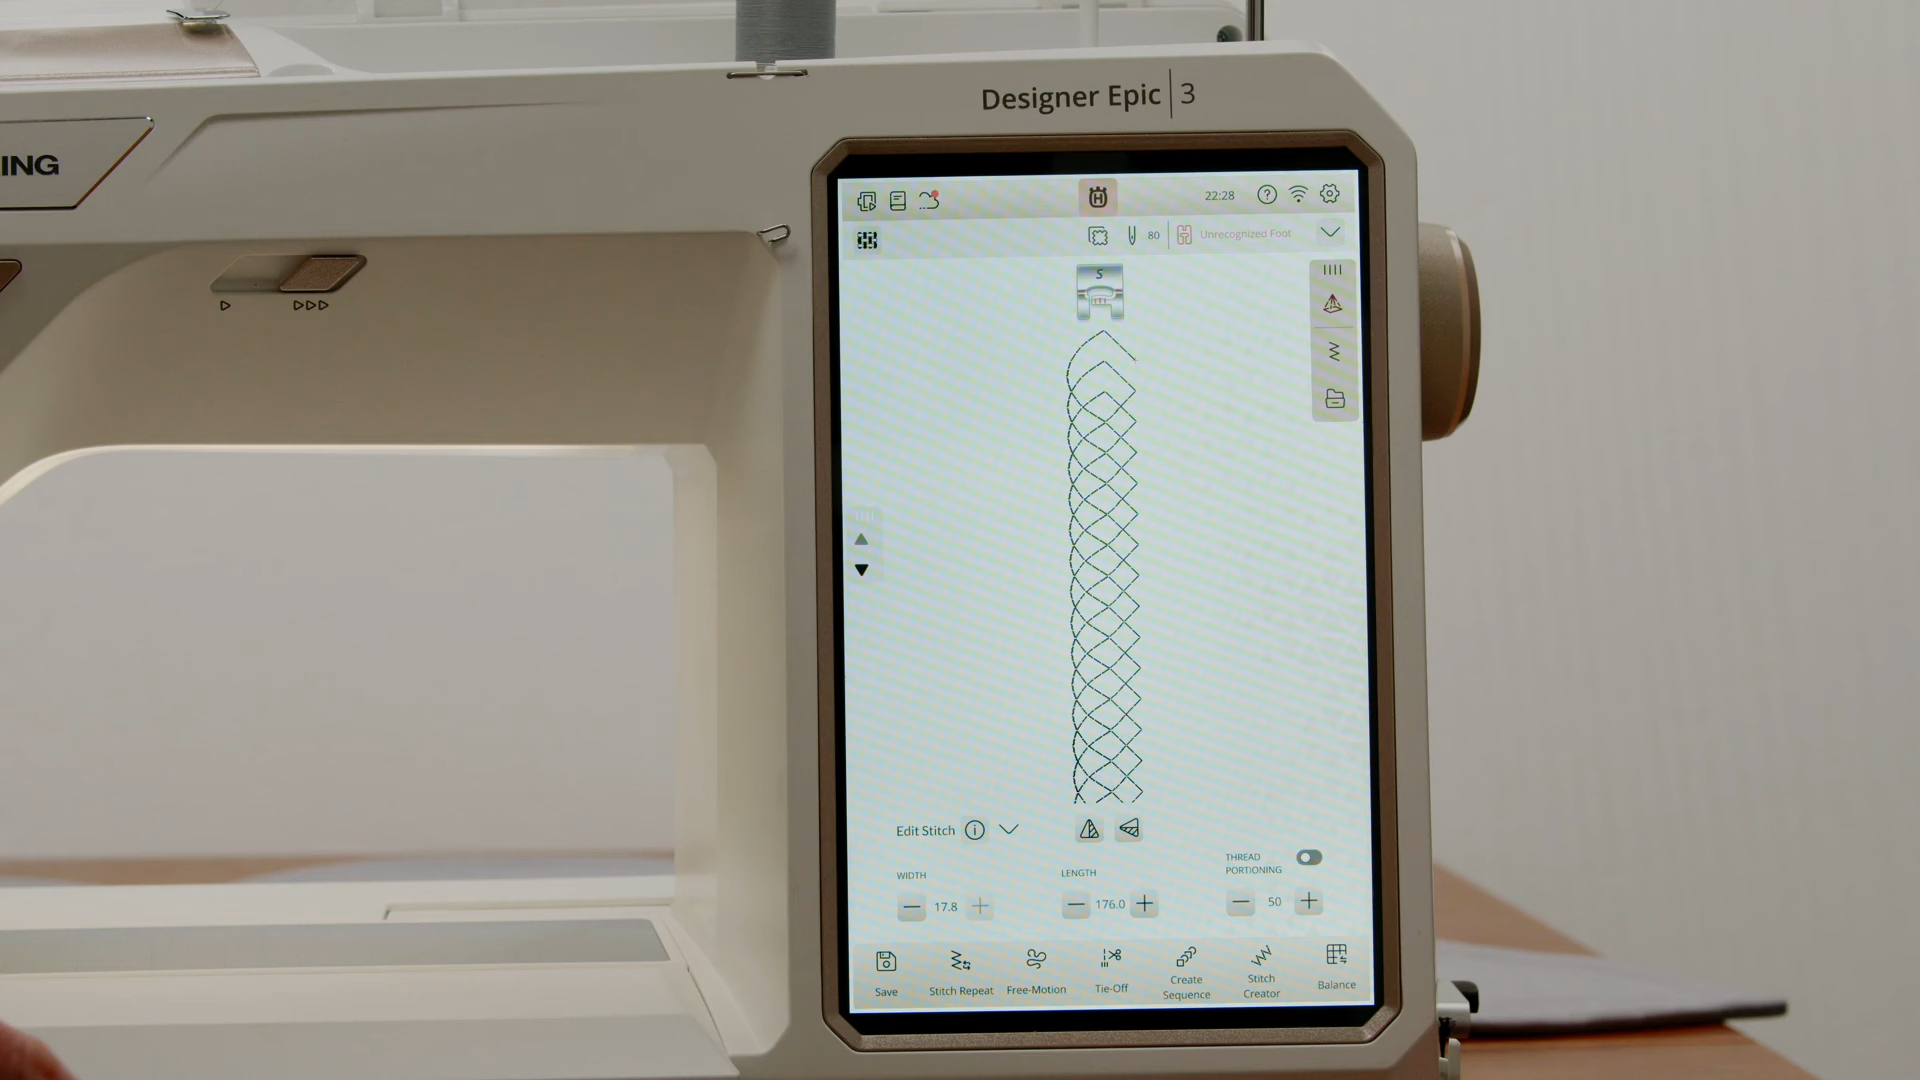 Designer Epic | 3
ING
22:28
80
Unrecognized Foot
S
Edit Stitch
WIDTH
LENGTH
THREAD
PORTIONING
17.8
176.0
50
Save
Stitch Repeat
Free-Motion
Tie-Off
Create
Sequence
Stitch
Creator
Balance